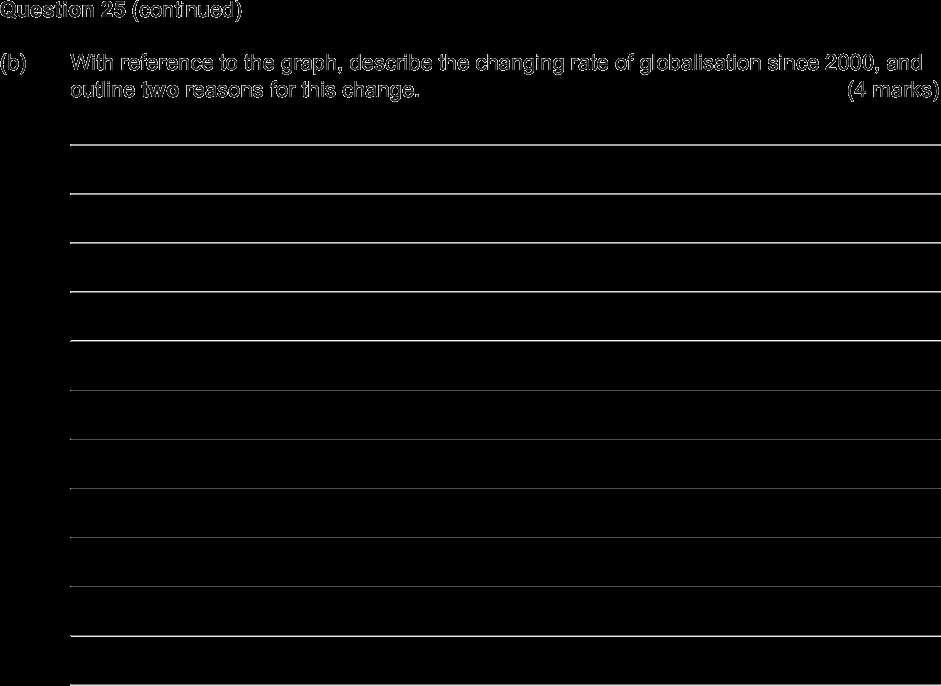 Question 25 (continued)
(b) With reference to the graph, describe the changing rate of globalisation since 2000, and
outline two reasons for this change. (4 marks)